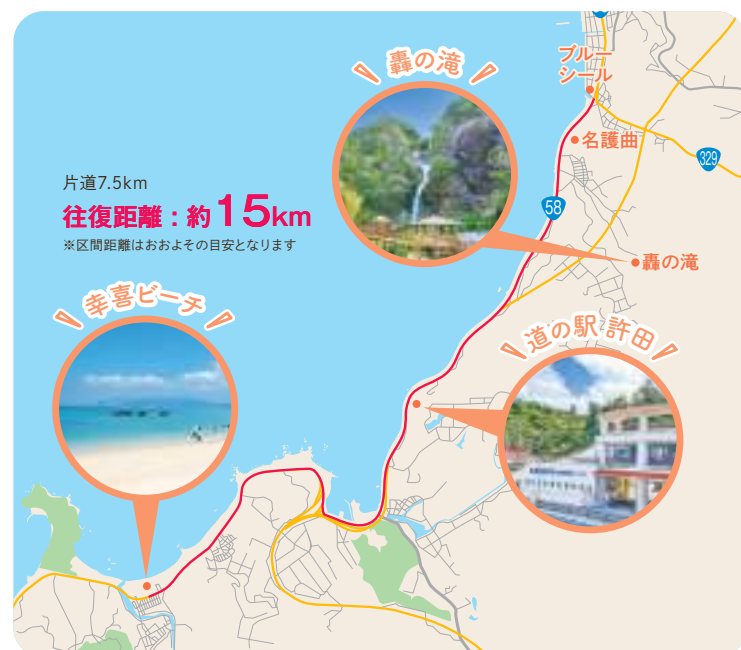 轟の滝
ブルー
シール
名護曲
329
片道7.5km
往復距離：約15km
※区間距離はおおよその目安となります
58
轟の滝
幸喜ビーチ
道の駅 許田